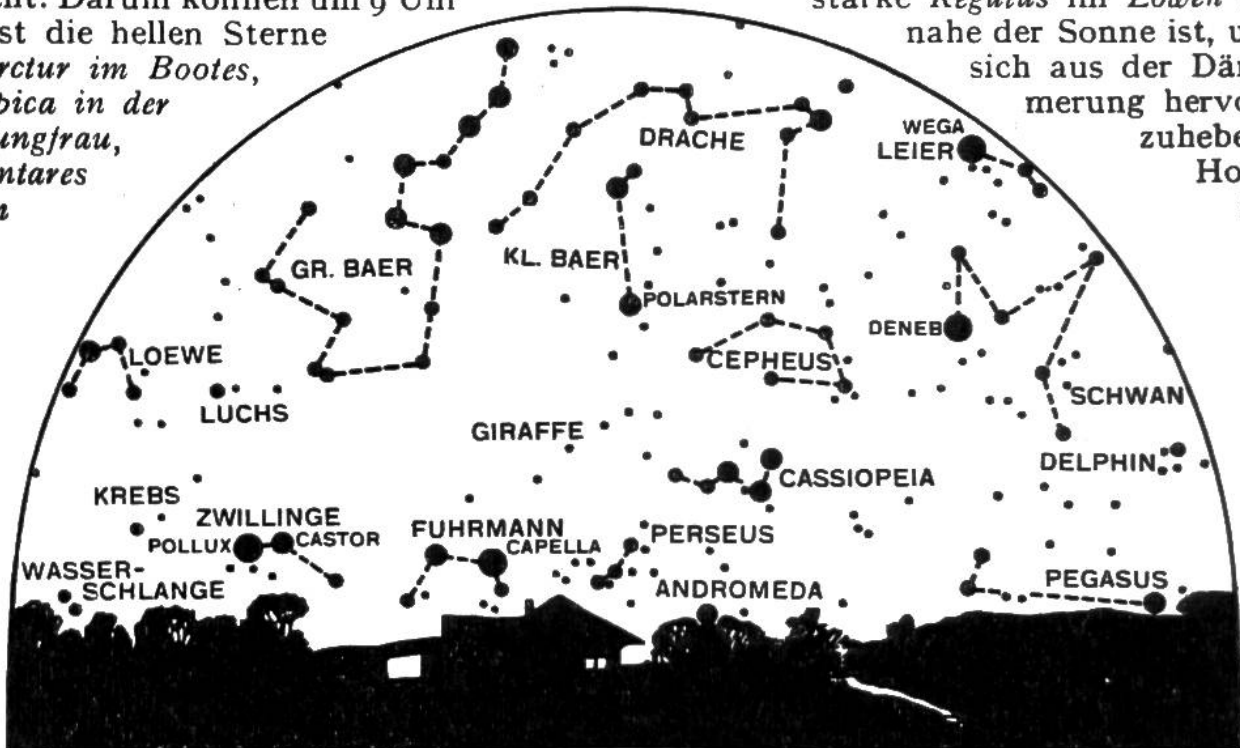 Darum können um 9 Uhr
st die hellen Sterne
rctur im Bootes,
pica in der
ungfrau,
ntares
n
starke Regulus im Löwen
nahe der Sonne ist, u
sich aus der Däm
merung hervo
zuhebe
Ho
DRACHE
WEGA
LEIER
GR. BAER
KL. BAER
POLARSTERN
DENEB
LOEWE
CEPHEUS
SCHWAN
LUCHS
GIRAFFE
DELPHIN
CASSIOPEIA
KREBS
ZWILLINGE
POLLUX
CASTOR
FUHRMANN
CAPELLA
PERSEUS
WASSER-
SCHLANGE
ANDROMEDA
PEGASUS